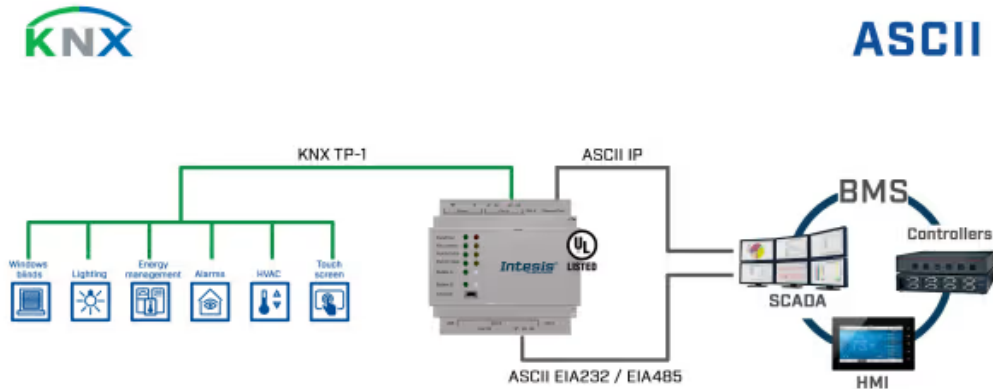 KNX
ASCII
KNX TP-1
ASCII IP
BMS
Controllers
Windows
blinds
Lighting
Energy
management
Alarms
HVAC
Touch
screen
Intesis
UL
LISTED
SCADA
ASCII EIA232 / EIA485
HMI